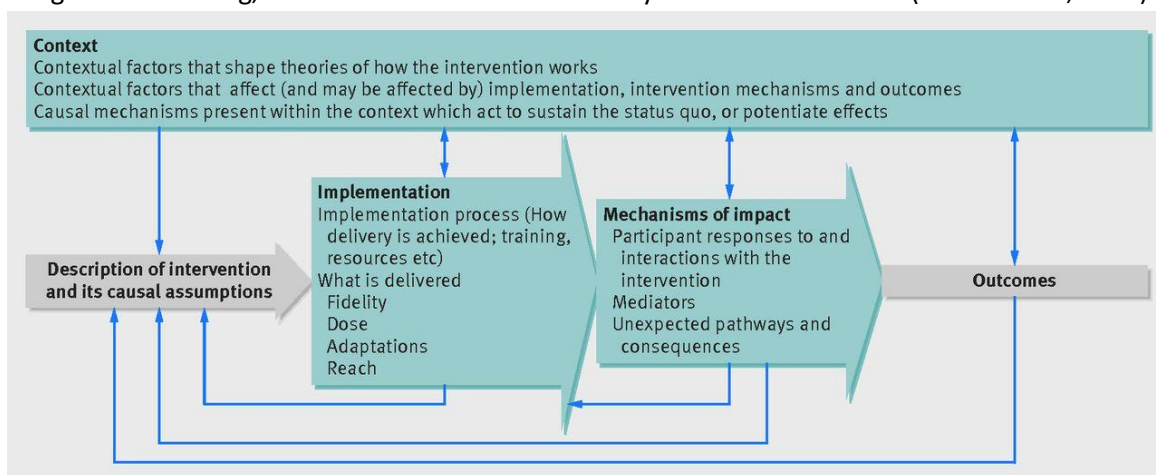 Context
Contextual factors that shape theories of how the intervention works
Contextual factors that affect (and may be affected by) implementation, intervention mechanisms and outcomes
Causal mechanisms present within the context which act to sustain the status quo, or potentiate effects
Description of intervention
and its causal assumptions
Implementation
Implementation process (How
delivery is achieved; training,
resources etc)
What is delivered
Fidelity
Dose
Adaptations
Reach
Mechanisms of impact
Participant responses to and
interactions with the
intervention
Mediators
Unexpected pathways and
consequences
Outcomes